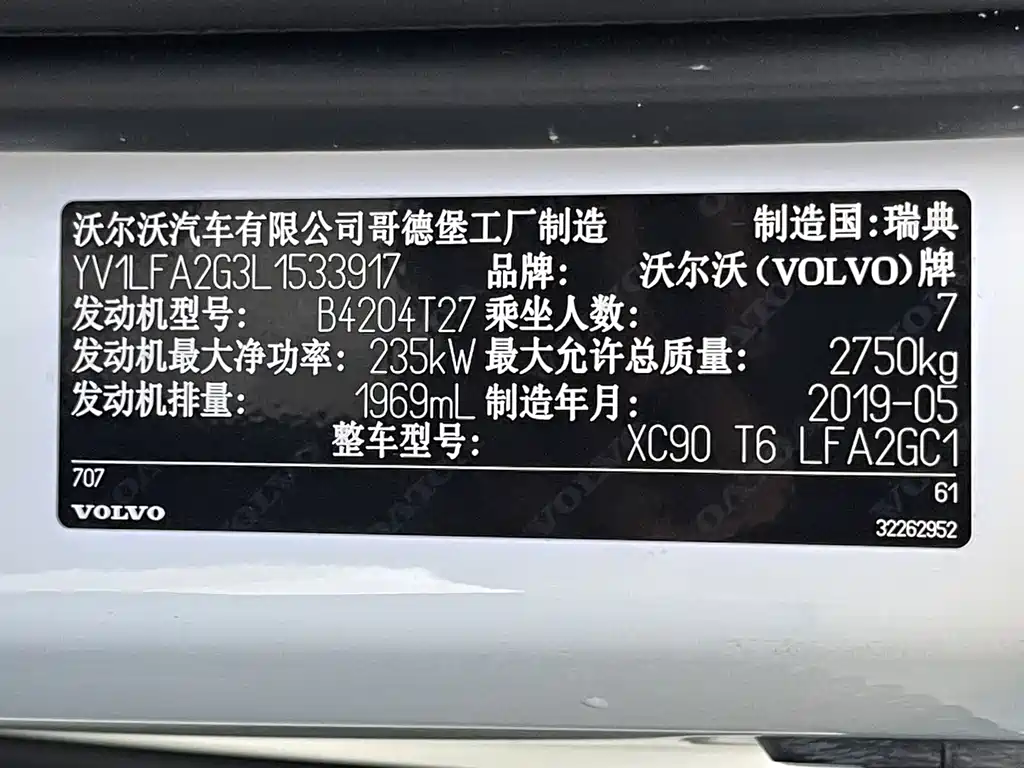 沃尔沃汽车有限公司哥德堡工厂制造 制造国:瑞典
YV1LFA2G3L1533917 品牌: 沃尔沃(VOLVO)牌
发动机型号: B4204T27 乘坐人数: 7
发动机最大净功率: 235kW 最大允许总质量: 2750kg
发动机排量: 1969mL 制造年月: 2019-05
整车型号: XC90 T6 LFA2GC1
707 61
VOLVO 32262952